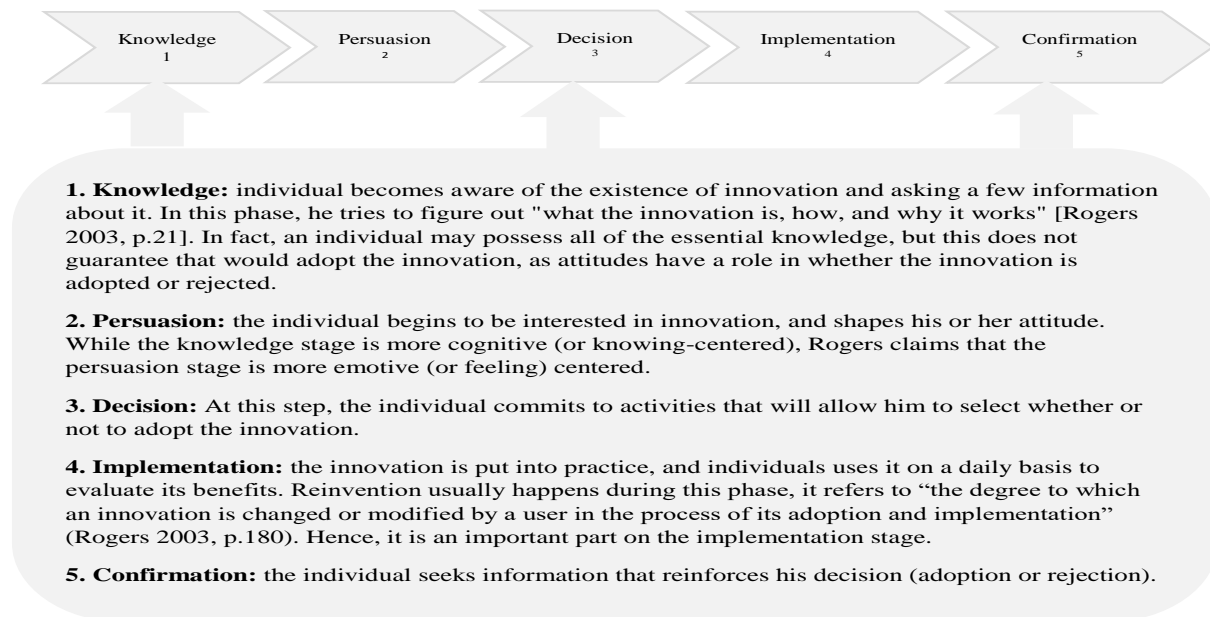 Knowledge
1
Persuasion
2
Decision
3
Implementation
4
Confirmation
5
1. Knowledge: individual becomes aware of the existence of innovation and asking a few information
about it. In this phase, he tries to figure out "what the innovation is, how, and why it works" [Rogers
2003, p.21]. In fact, an individual may possess all of the essential knowledge, but this does not
guarantee that would adopt the innovation, as attitudes have a role in whether the innovation is
adopted or rejected.
2. Persuasion: the individual begins to be interested in innovation, and shapes his or her attitude.
While the knowledge stage is more cognitive (or knowing-centered), Rogers claims that the
persuasion stage is more emotive (or feeling) centered.
3. Decision: At this step, the individual commits to activities that will allow him to select whether or
not to adopt the innovation.
4. Implementation: the innovation is put into practice, and individuals uses it on a daily basis to
evaluate its benefits. Reinvention usually happens during this phase, it refers to “the degree to which
an innovation is changed or modified by a user in the process of its adoption and implementation”
(Rogers 2003, p.180). Hence, it is an important part on the implementation stage.
5. Confirmation: the individual seeks information that reinforces his decision (adoption or rejection).